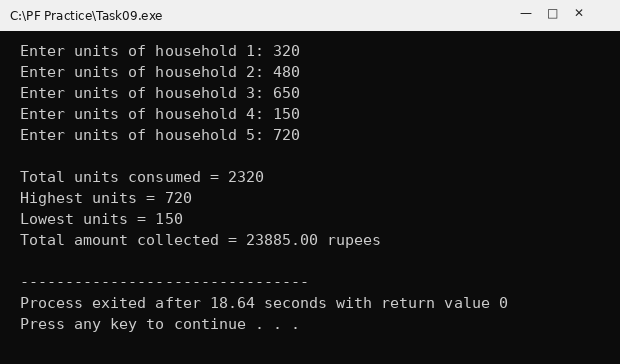 C:\PF Practice\Task09.exe
Enter units of household 1: 320
Enter units of household 2: 480
Enter units of household 3: 650
Enter units of household 4: 150
Enter units of household 5: 720
Total units consumed = 2320
Highest units = 720
Lowest units = 150
Total amount collected = 23885.00 rupees
--------------------------------
Process exited after 18.64 seconds with return value 0
Press any key to continue . . .